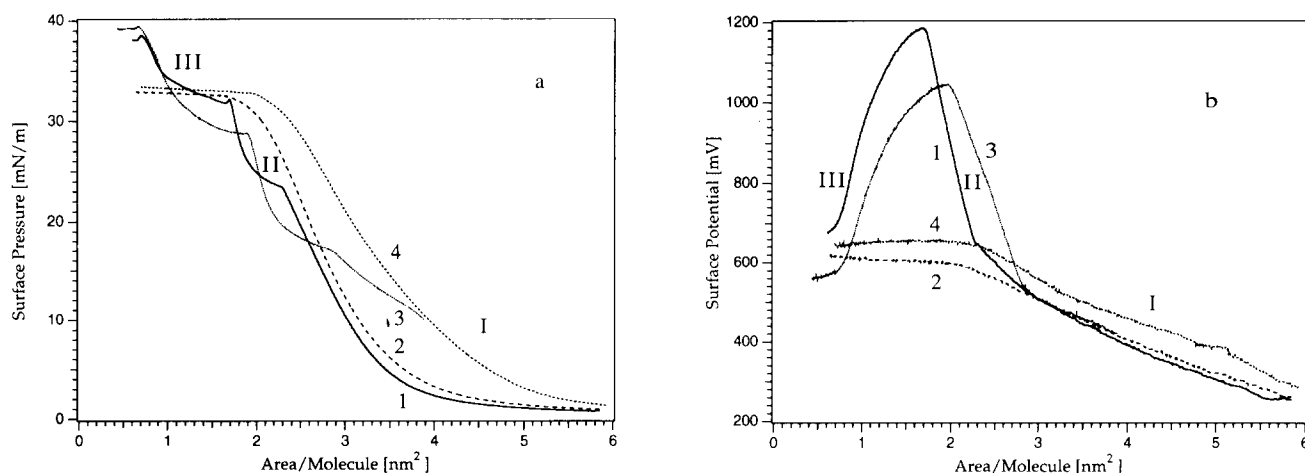 40
30
20
10
0
Surface Pressure [mN/m]
III
II
a
4
I
3
2
1
0 1 2 3 4 5 6
Area/Molecule [nm²]
1200
1000
800
600
400
200
Surface Potential [mV]
b
III
1
II
3
4
2
I
0 1 2 3 4 5 6
Area/Molecule [nm²]